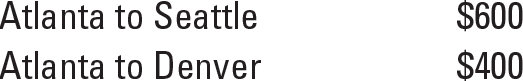 Atlanta to Seattle $600
Atlanta to Denver $400